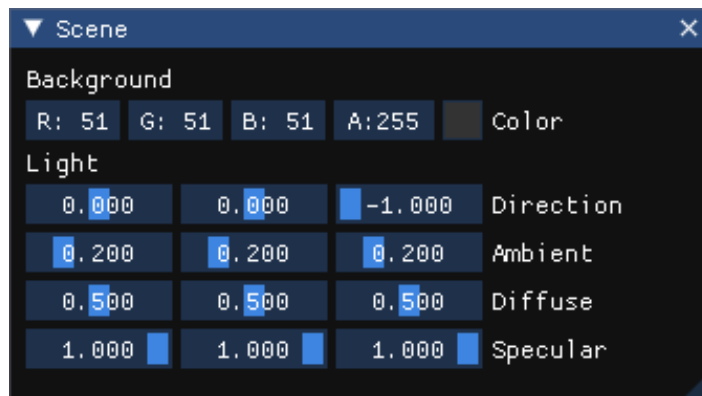 Scene
Background
R: 51 G: 51 B: 51 A:255 Color
Light
0.000 0.000 -1.000 Direction
0.200 0.200 0.200 Ambient
0.500 0.500 0.500 Diffuse
1.000 1.000 1.000 Specular